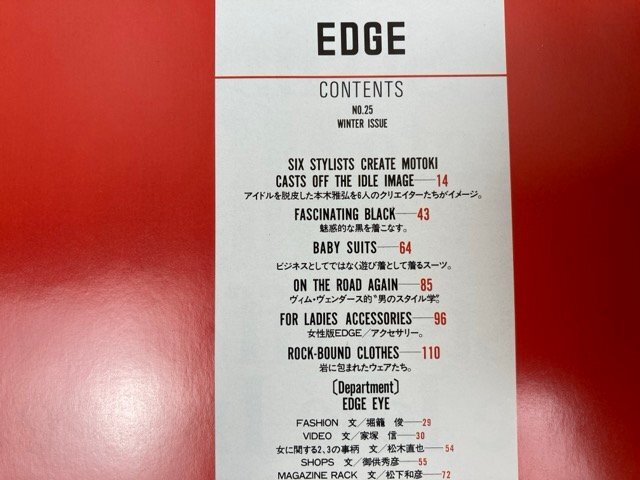 EDGE
CONTENTS
NO.25
WINTER ISSUE
SIX STYLISTS CREATE MOTOKI
CASTS OFF THE IDLE IMAGE—14
アイドルを脱皮した本木雅弘を6人のクリエイターたちがイメージ。
FASCINATING BLACK—43
魅惑的な黒を着こなす。
BABY SUITS—64
ビジネスとしてではなく遊び着として着るスーツ。
ON THE ROAD AGAIN—85
ヴィム・ヴェンダース的“男のスタイル学”。
FOR LADIES ACCESSORIES—96
女性版EDGE/アクセサリー。
ROCK-BOUND CLOTHES—110
岩に包まれたウェアたち。
〔Department〕
EDGE EYE
FASHION 文/堀籠 俊—29
VIDEO 文/家塚 信—30
女に関する2、3の事柄 文/松木直也—54
SHOPS 文/御供秀彦—55
MAGAZINE RACK 文/松下和彦—72